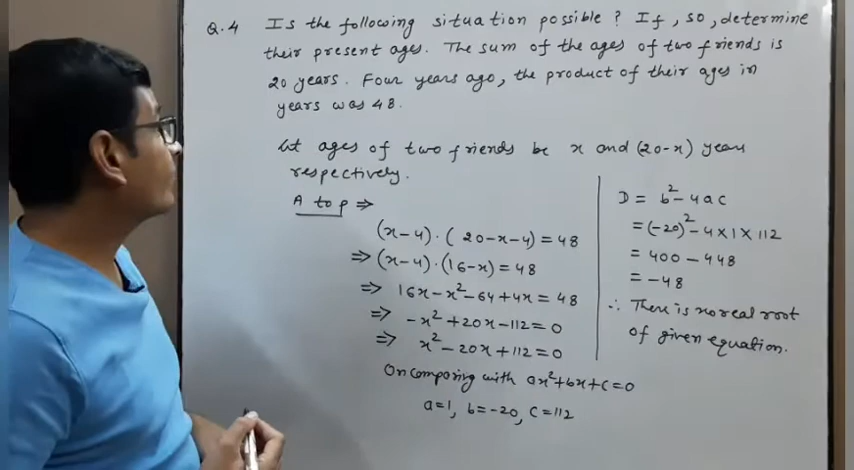 Q.4 Is the following situation possible? If, so, determine
their present ages. The sum of the ages of two friends is
20 years. Four years ago, the product of their ages in
years was 48.
Let ages of two friends be x and (20-x) years
respectively.
A to p ⇒
(x-4)·(20-x-4) = 48
⇒ (x-4)·(16-x) = 48
⇒ 16x-x²-64+4x = 48
⇒ -x²+20x-112=0
⇒ x²-20x+112=0
On comparing with ax²+bx+c=0
a=1, b=-20, c=112
D = b²-4ac
= (-20)²-4×1×112
= 400-448
= -48
∴ There is no real root
of given equation.